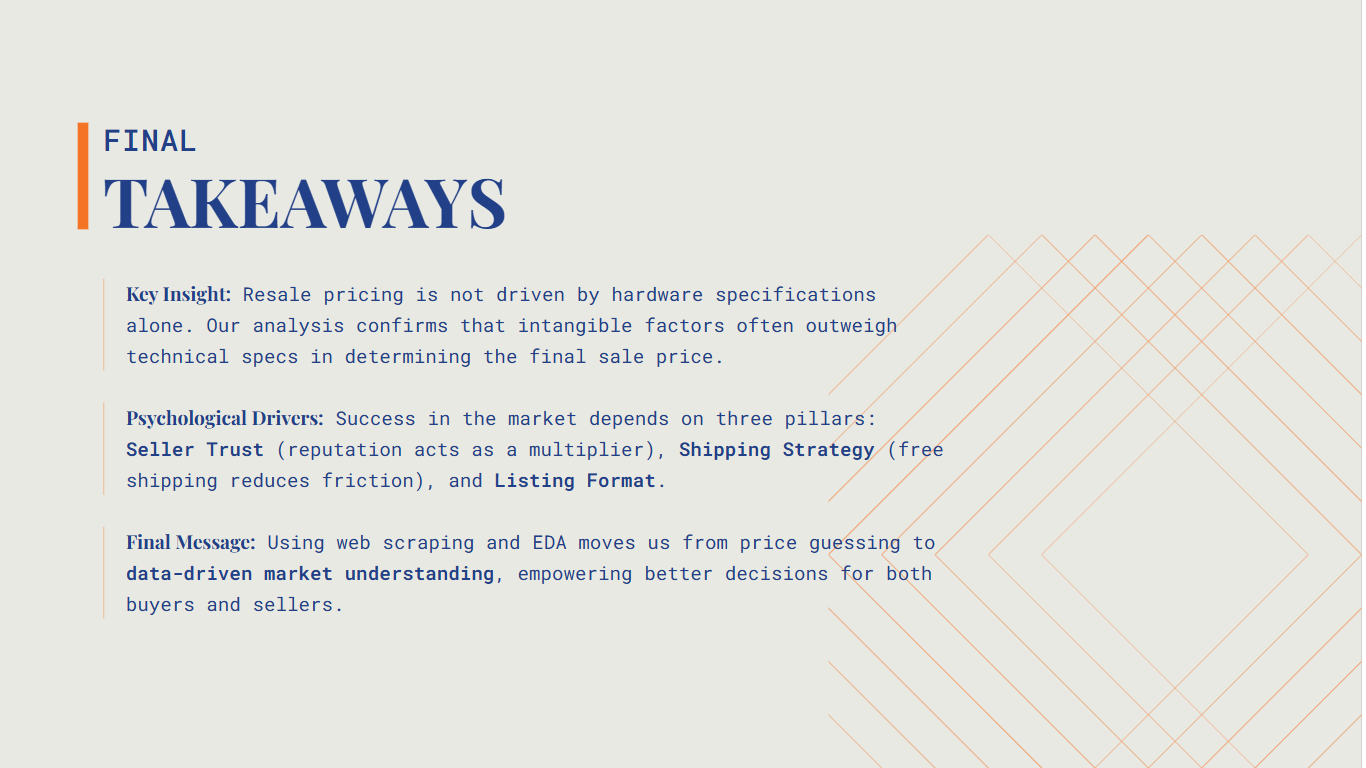 FINAL
TAKEAWAYS
Key Insight: Resale pricing is not driven by hardware specifications
alone. Our analysis confirms that intangible factors often outweigh
technical specs in determining the final sale price.
Psychological Drivers: Success in the market depends on three pillars:
Seller Trust (reputation acts as a multiplier), Shipping Strategy (free
shipping reduces friction), and Listing Format.
Final Message: Using web scraping and EDA moves us from price guessing to
data-driven market understanding, empowering better decisions for both
buyers and sellers.